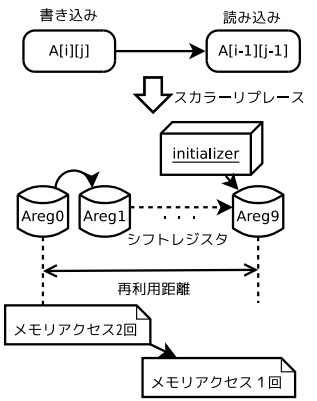 書き込み
読み込み
A[i][j]
A[i-1][j-1]
スカラーリプレース
initializer
Areg0
Areg1
・・・
Areg9
シフトレジスタ
再利用距離
メモリアクセス2回
メモリアクセス１回